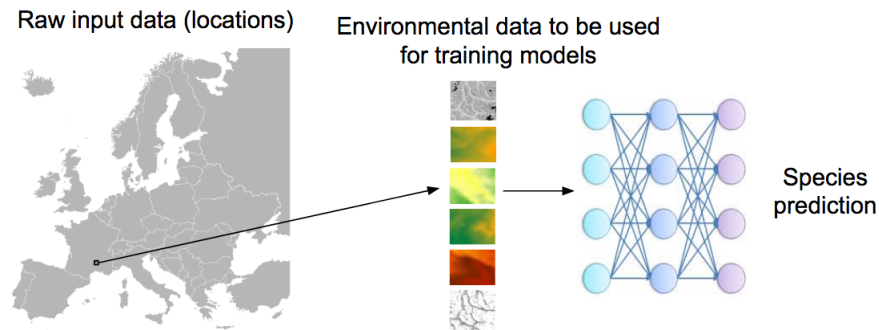 Raw input data (locations)
Environmental data to be used
for training models
Species
prediction